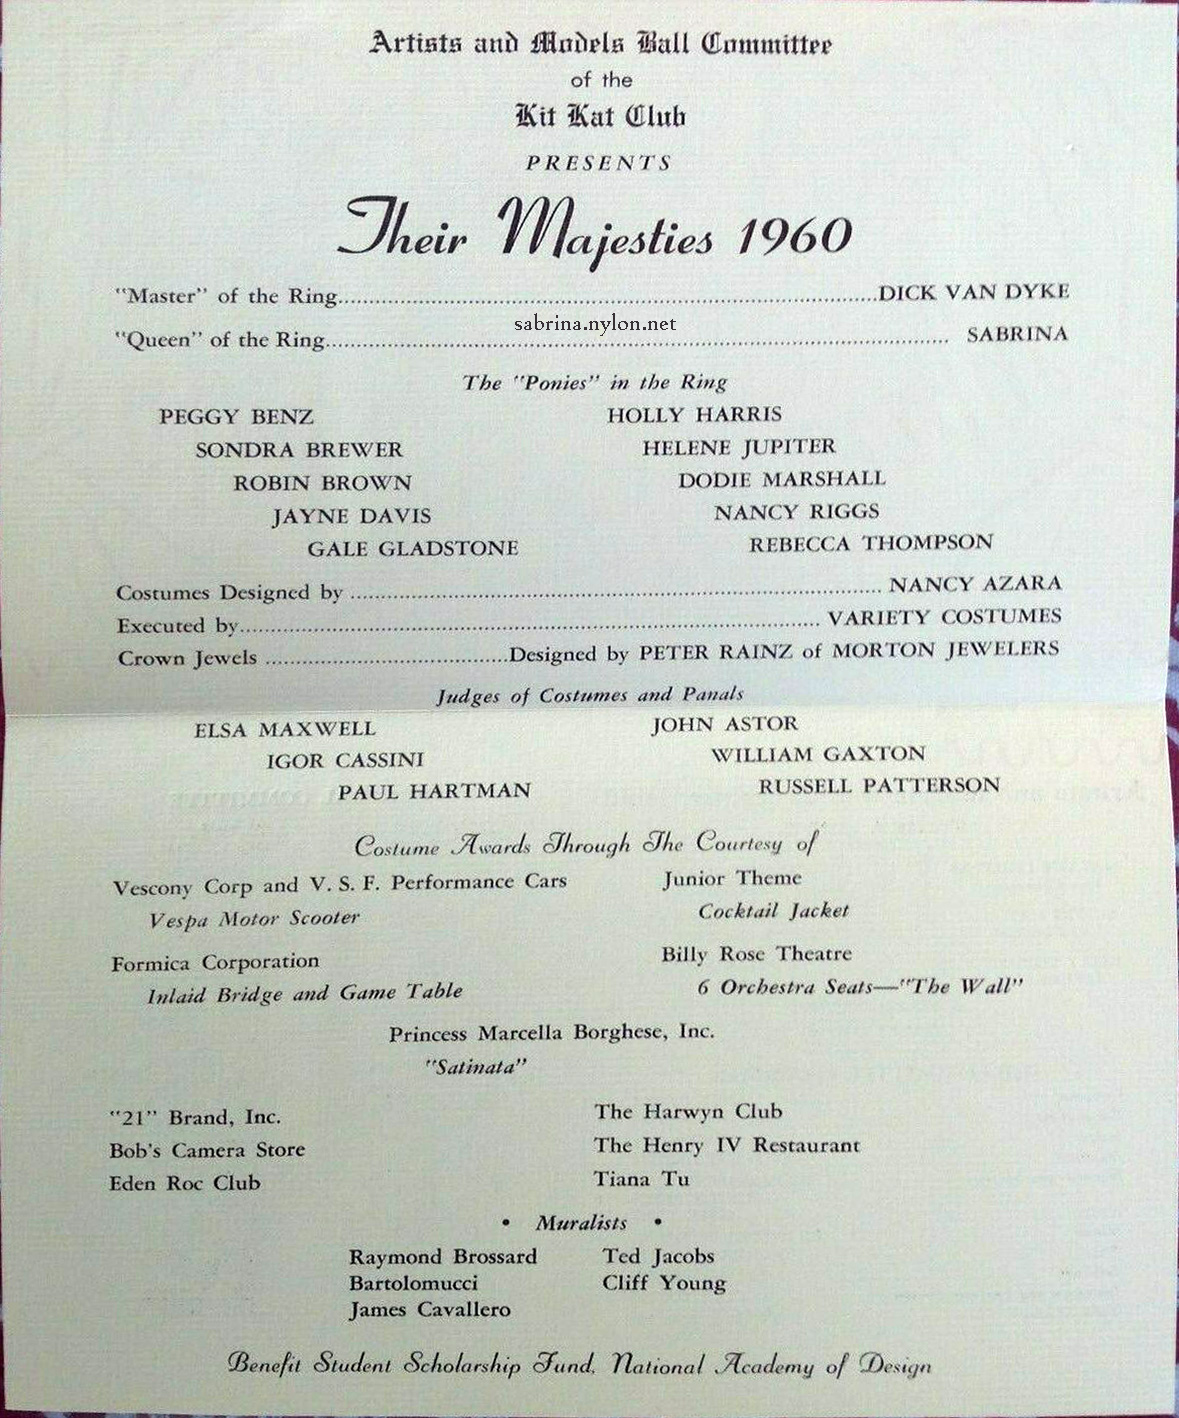 Artists and Models Ball Committee
of the
Kit Kat Club
PRESENTS
Their Majesties 1960
"Master" of the Ring..........DICK VAN DYKE
sabrina.nylon.net
"Queen" of the Ring.......... SABRINA
The "Ponies" in the Ring
PEGGY BENZ HOLLY HARRIS
SONDRA BREWER HELENE JUPITER
ROBIN BROWN DODIE MARSHALL
JAYNE DAVIS NANCY RIGGS
GALE GLADSTONE REBECCA THOMPSON
Costumes Designed by .......... NANCY AZARA
Executed by.......... VARIETY COSTUMES
Crown Jewels ..........Designed by PETER RAINZ of MORTON JEWELERS
Judges of Costumes and Panals
ELSA MAXWELL JOHN ASTOR
IGOR CASSINI WILLIAM GAXTON
PAUL HARTMAN RUSSELL PATTERSON
Costume Awards Through The Courtesy of
Vescony Corp and V. S. F. Performance Cars Junior Theme
Vespa Motor Scooter Cocktail Jacket
Formica Corporation Billy Rose Theatre
Inlaid Bridge and Game Table 6 Orchestra Seats—"The Wall"
Princess Marcella Borghese, Inc.
"Satinata"
"21" Brand, Inc. The Harwyn Club
Bob's Camera Store The Henry IV Restaurant
Eden Roc Club Tiana Tu
• Muralists •
Raymond Brossard Ted Jacobs
Bartolomucci Cliff Young
James Cavallero
Benefit Student Scholarship Fund, National Academy of Design